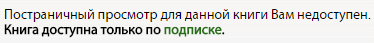 Постраничный просмотр для данной книги Вам недоступен.
Книга доступна только по подписке.